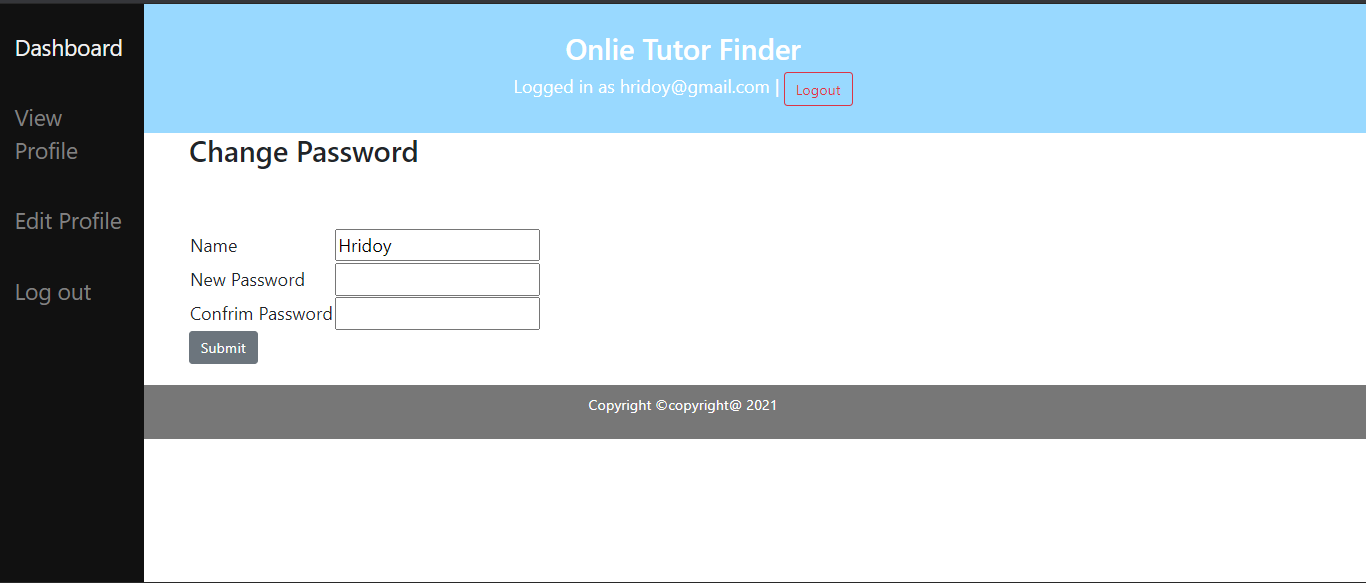 Dashboard
View
Profile
Edit Profile
Log out
Onlie Tutor Finder
Logged in as hridoy@gmail.com | Logout
Change Password
Name Hridoy
New Password
Confrim Password
Submit
Copyright ©copyright@ 2021